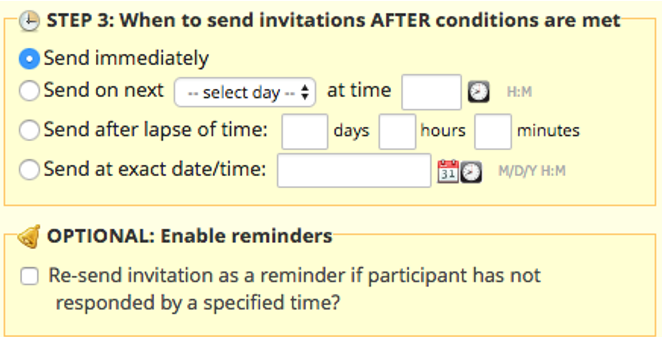 STEP 3: When to send invitations AFTER conditions are met
Send immediately
Send on next -- select day -- at time H:M
Send after lapse of time: days hours minutes
Send at exact date/time: 31 M/D/Y H:M
OPTIONAL: Enable reminders
Re-send invitation as a reminder if participant has not
responded by a specified time?